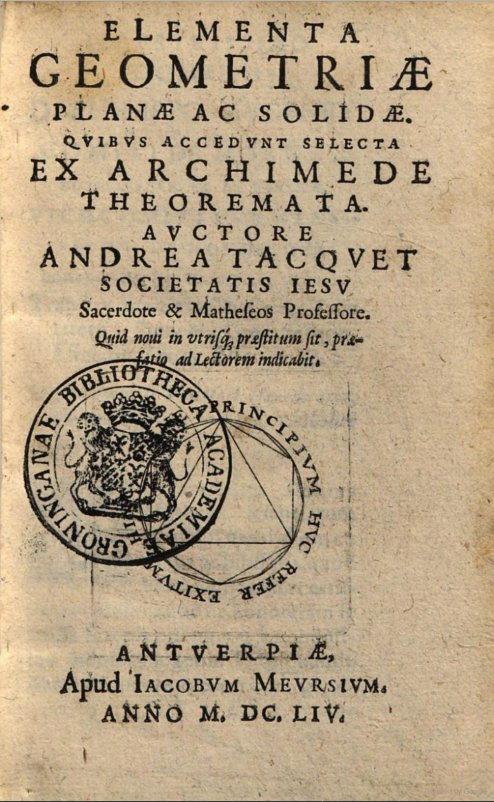 ELEMENTA
GEOMETRIÆ
PLANÆ AC SOLIDÆ.
QVIBVS ACCEDVNT SELECTA
EX ARCHIMEDE
THEOREMATA.
AVCTORE
ANDREA TACQVET
SOCIETATIS IESV
Sacerdote & Matheſeos Profeſſore.
Quid noui in vtriſq́ꝫ præſtitum ſit, præ-
fatio ad Lectorem indicabit.
BIBLIOTHECA ACADEMIAE GRONINGANAE
PRINCIPIVM HVC REFER EXITVM
ANTVERPIÆ,
Apud IACOBVM MEVRSIVM.
ANNO M. DC. LIV.